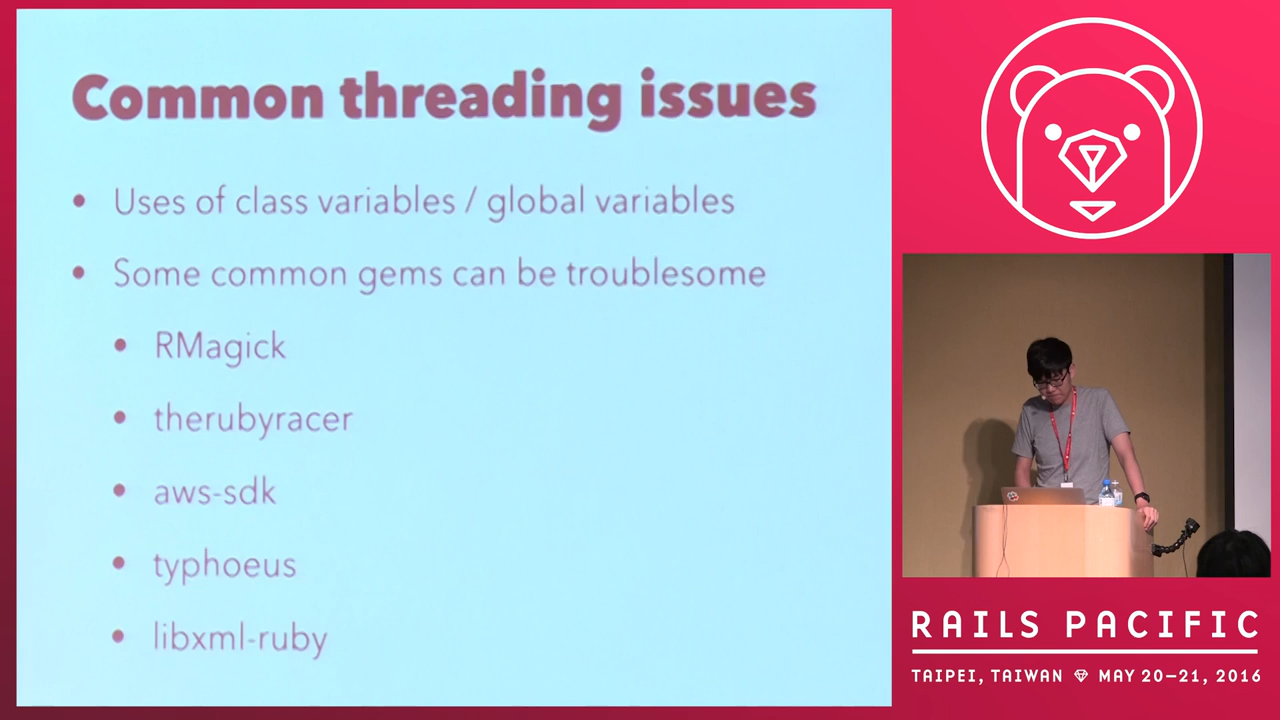 Common threading issues
• Uses of class variables / global variables
• Some common gems can be troublesome
• RMagick
• therubyracer
• aws-sdk
• typhoeus
• libxml-ruby
RAILS PACIFIC
TAIPEI, TAIWAN MAY 20–21, 2016